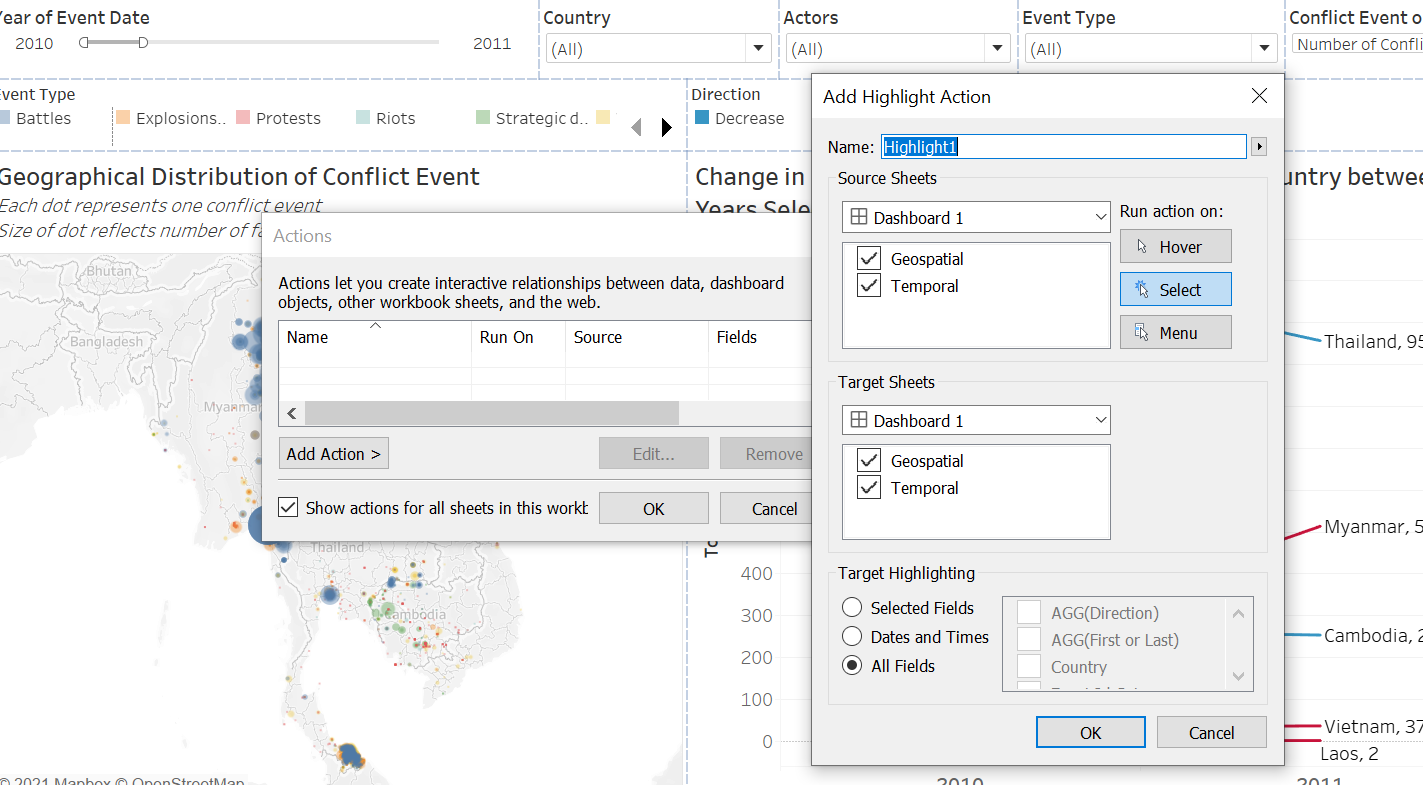 Year of Event Date
2010
2011
Country
(All)
Actors
(All)
Event Type
(All)
Conflict Event o
Number of Confli
Event Type
Battles
Explosions..
Protests
Riots
Strategic d..
Direction
Decrease
Geographical Distribution of Conflict Event
Each dot represents one conflict event
Size of dot reflects number of fa
Change in
untry betwee
Years Sele
Bhutan
Bangladesh
Myanmar
Thailand
Cambodia
© 2021 Mapbox © OpenStreetMap
Actions
Actions let you create interactive relationships between data, dashboard
objects, other workbook sheets, and the web.
Name
Run On
Source
Fields
Add Action >
Edit...
Remove
Show actions for all sheets in this workb
OK
Cancel
Add Highlight Action
Name:
Highlight1
Source Sheets
Dashboard 1
Geospatial
Temporal
Run action on:
Hover
Select
Menu
Target Sheets
Dashboard 1
Geospatial
Temporal
Target Highlighting
Selected Fields
Dates and Times
All Fields
AGG(Direction)
AGG(First or Last)
Country
OK
Cancel
To
400
300
200
100
0
2010
2011
Thailand, 95
Myanmar, 5
Cambodia, 2
Vietnam, 37
Laos, 2